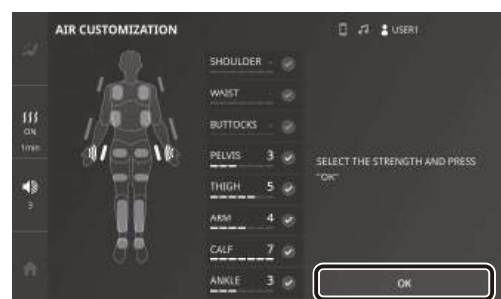 AIR CUSTOMIZATION
USER1
SHOULDER -
WAIST -
BUTTOCKS -
PELVIS 3
THIGH 5
ARM 4
CALF 7
ANKLE 3
ON
1min
3
SELECT THE STRENGTH AND PRESS
"OK"
OK